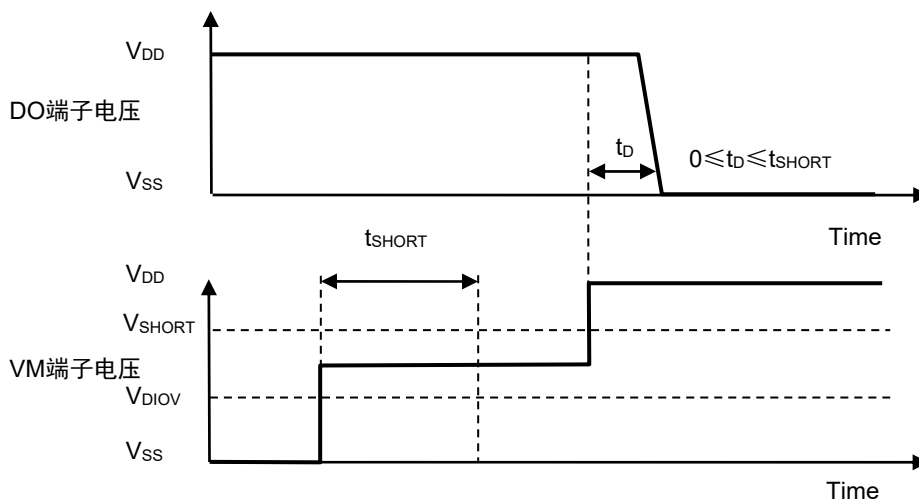 VDD
DO端子电压
tD
0≤tD≤tSHORT
VSS
Time
tSHORT
VDD
VSHORT
VM端子电压
VDIOV
VSS
Time